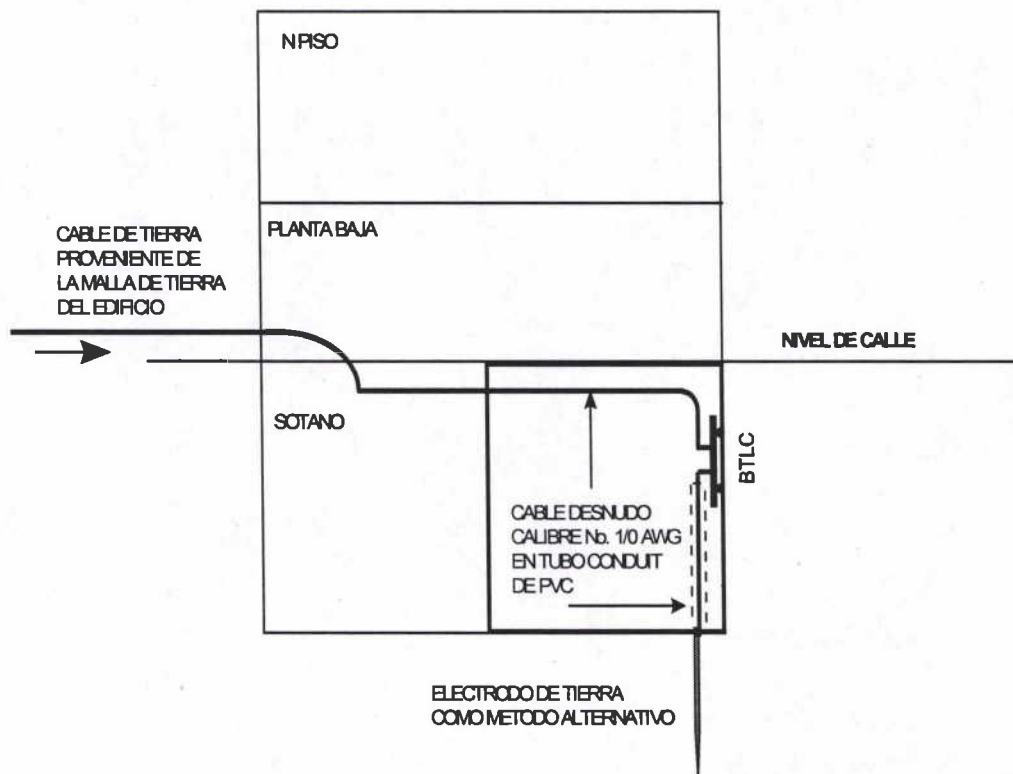 N PISO
PLANTA BAJA
CABLE DE TIERRA
PROVENIENTE DE
LA MALLA DE TIERRA
DEL EDIFICIO
NIVEL DE CALLE
SOTANO
BTLC
CABLE DESNUDO
CALIBRE No. 1/0 AWG
EN TUBO CONDUIT
DE PVC
ELECTRODO DE TIERRA
COMO METODO ALTERNATIVO